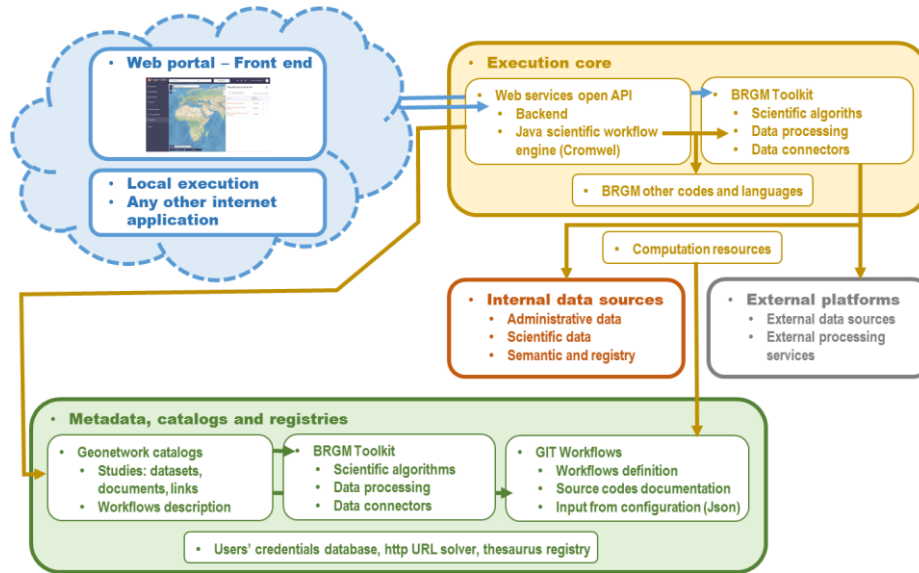 Web portal – Front end
Local execution
Any other internet
application
Execution core
Web services open API
Backend
Java scientific workflow
engine (Cromwel)
BRGM Toolkit
Scientific algoriths
Data processing
Data connectors
BRGM other codes and languages
Computation resources
Internal data sources
Administrative data
Scientific data
Semantic and registry
External platforms
External data sources
External processing
services
Metadata, catalogs and registries
Geonetwork catalogs
Studies: datasets,
documents, links
Workflows description
BRGM Toolkit
Scientific algorithms
Data processing
Data connectors
GIT Workflows
Workflows definition
Source codes documentation
Input from configuration (Json)
Users' credentials database, http URL solver, thesaurus registry